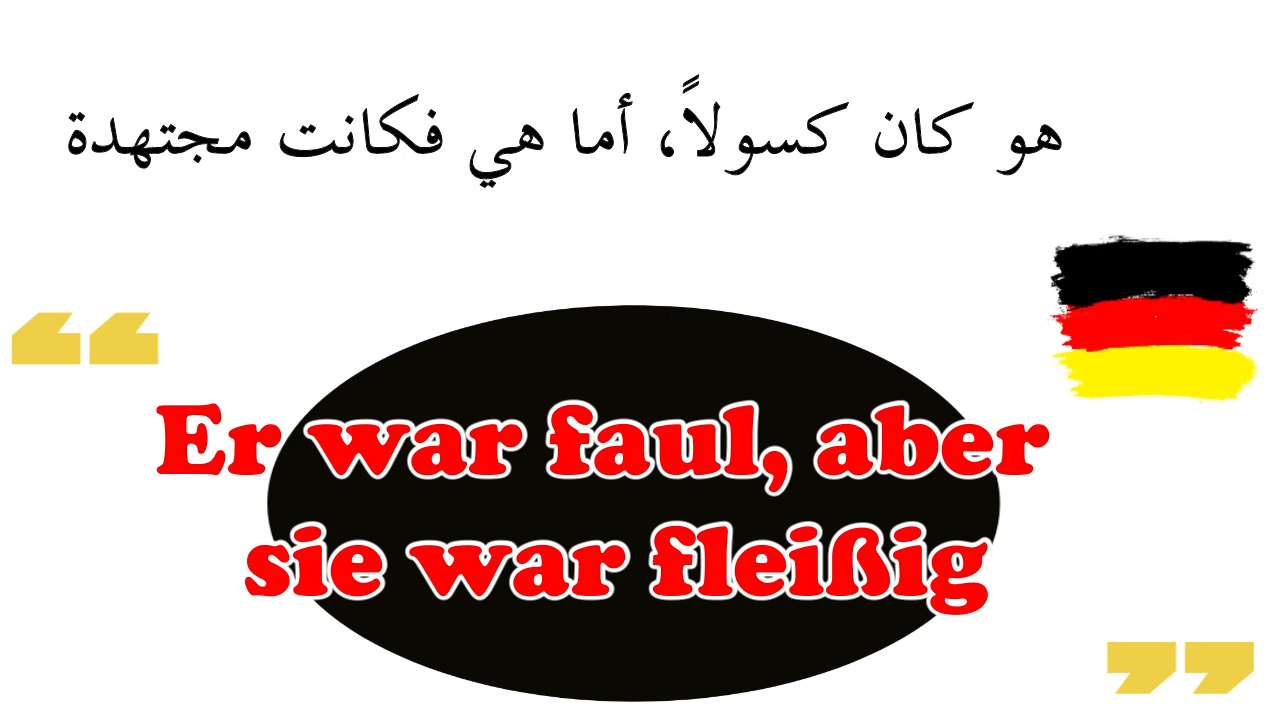 هو كان كسولاً، أما هي فكانت مجتهدة
Er war faul, aber
sie war fleißig